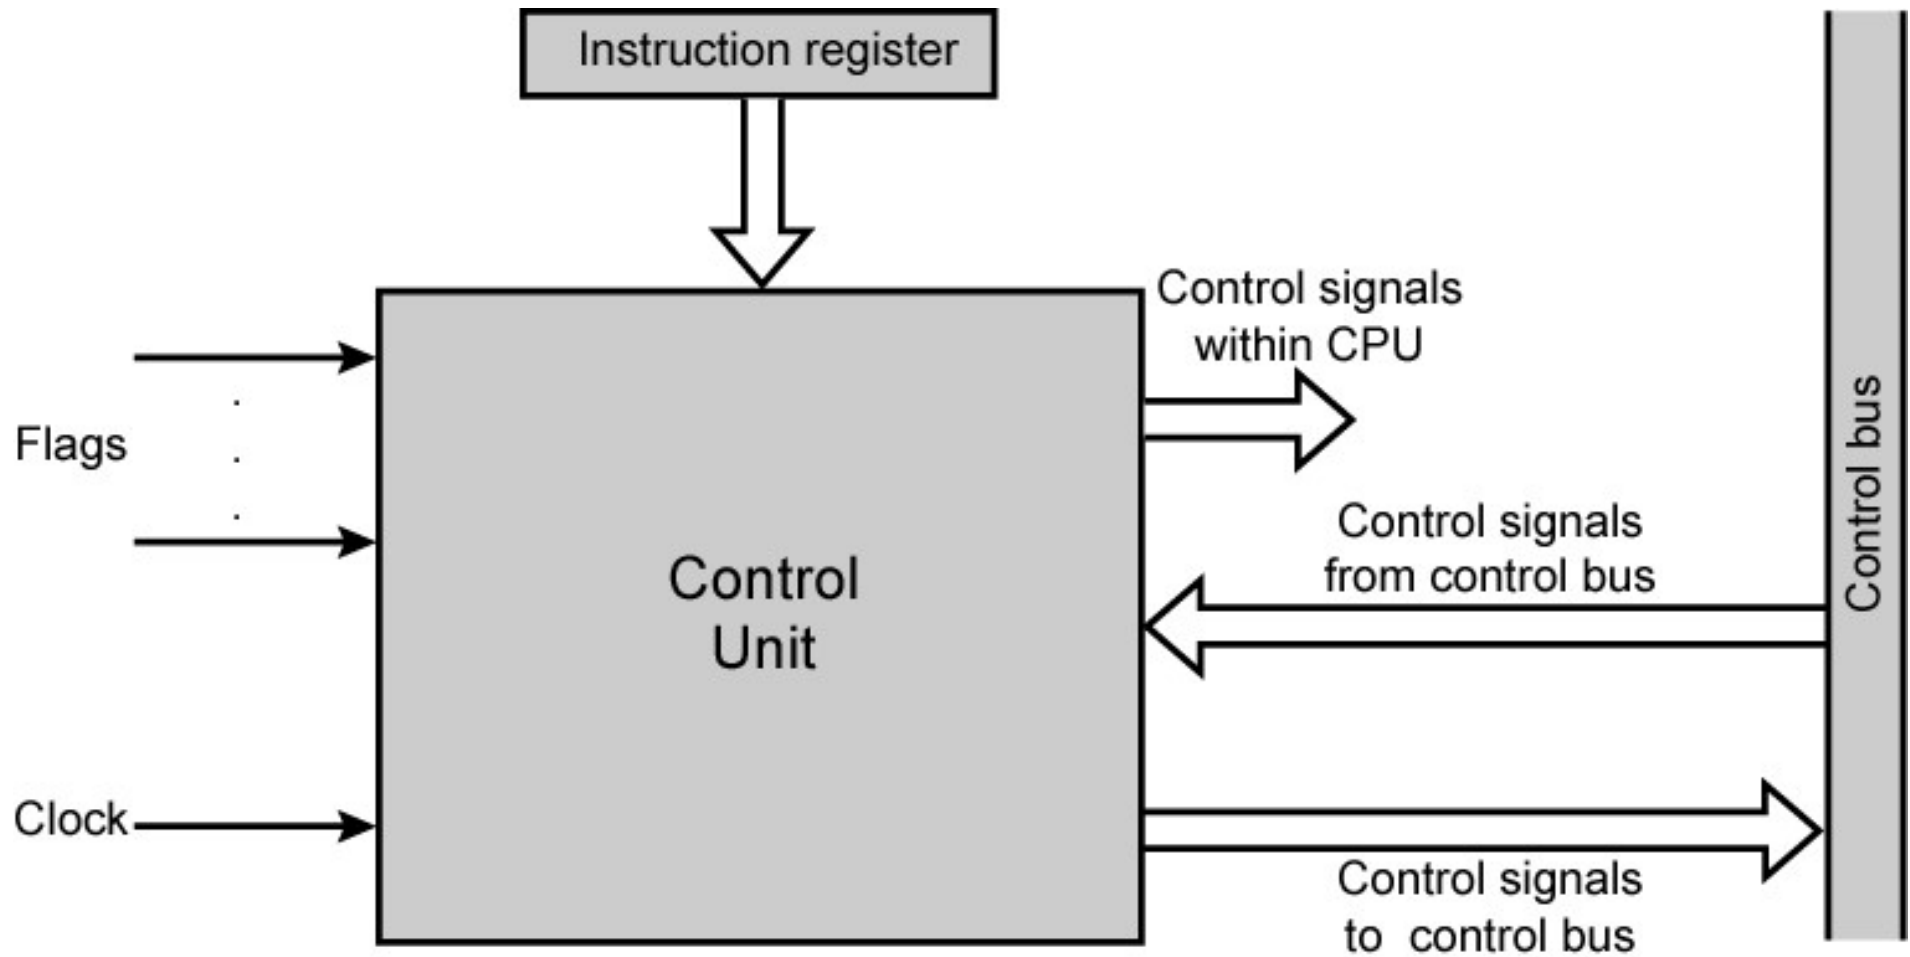 Instruction register
Control signals
within CPU
Flags
Control signals
from control bus
Control
Unit
Clock
Control signals
to control bus
Control bus